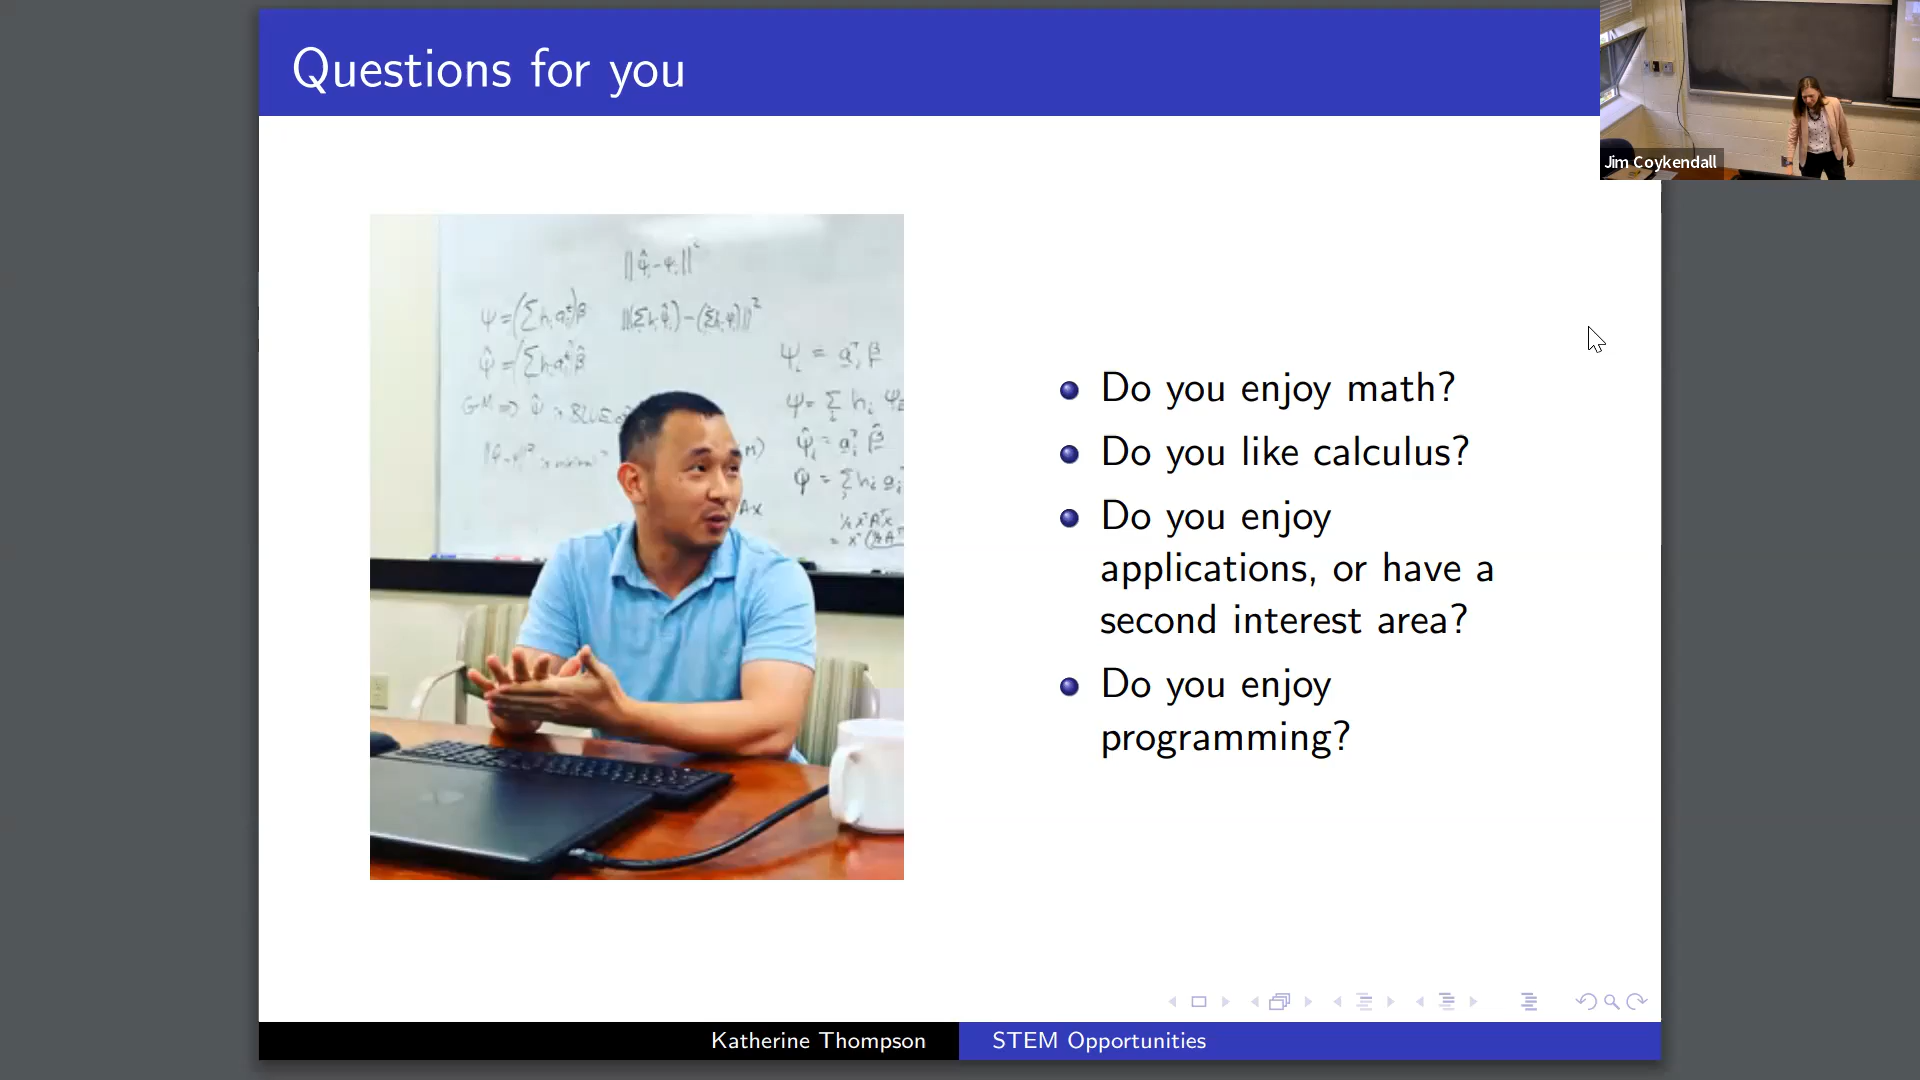 Questions for you
Jim Coykendall
Do you enjoy math?
Do you like calculus?
Do you enjoy
applications, or have a
second interest area?
Do you enjoy
programming?
Katherine Thompson
STEM Opportunities